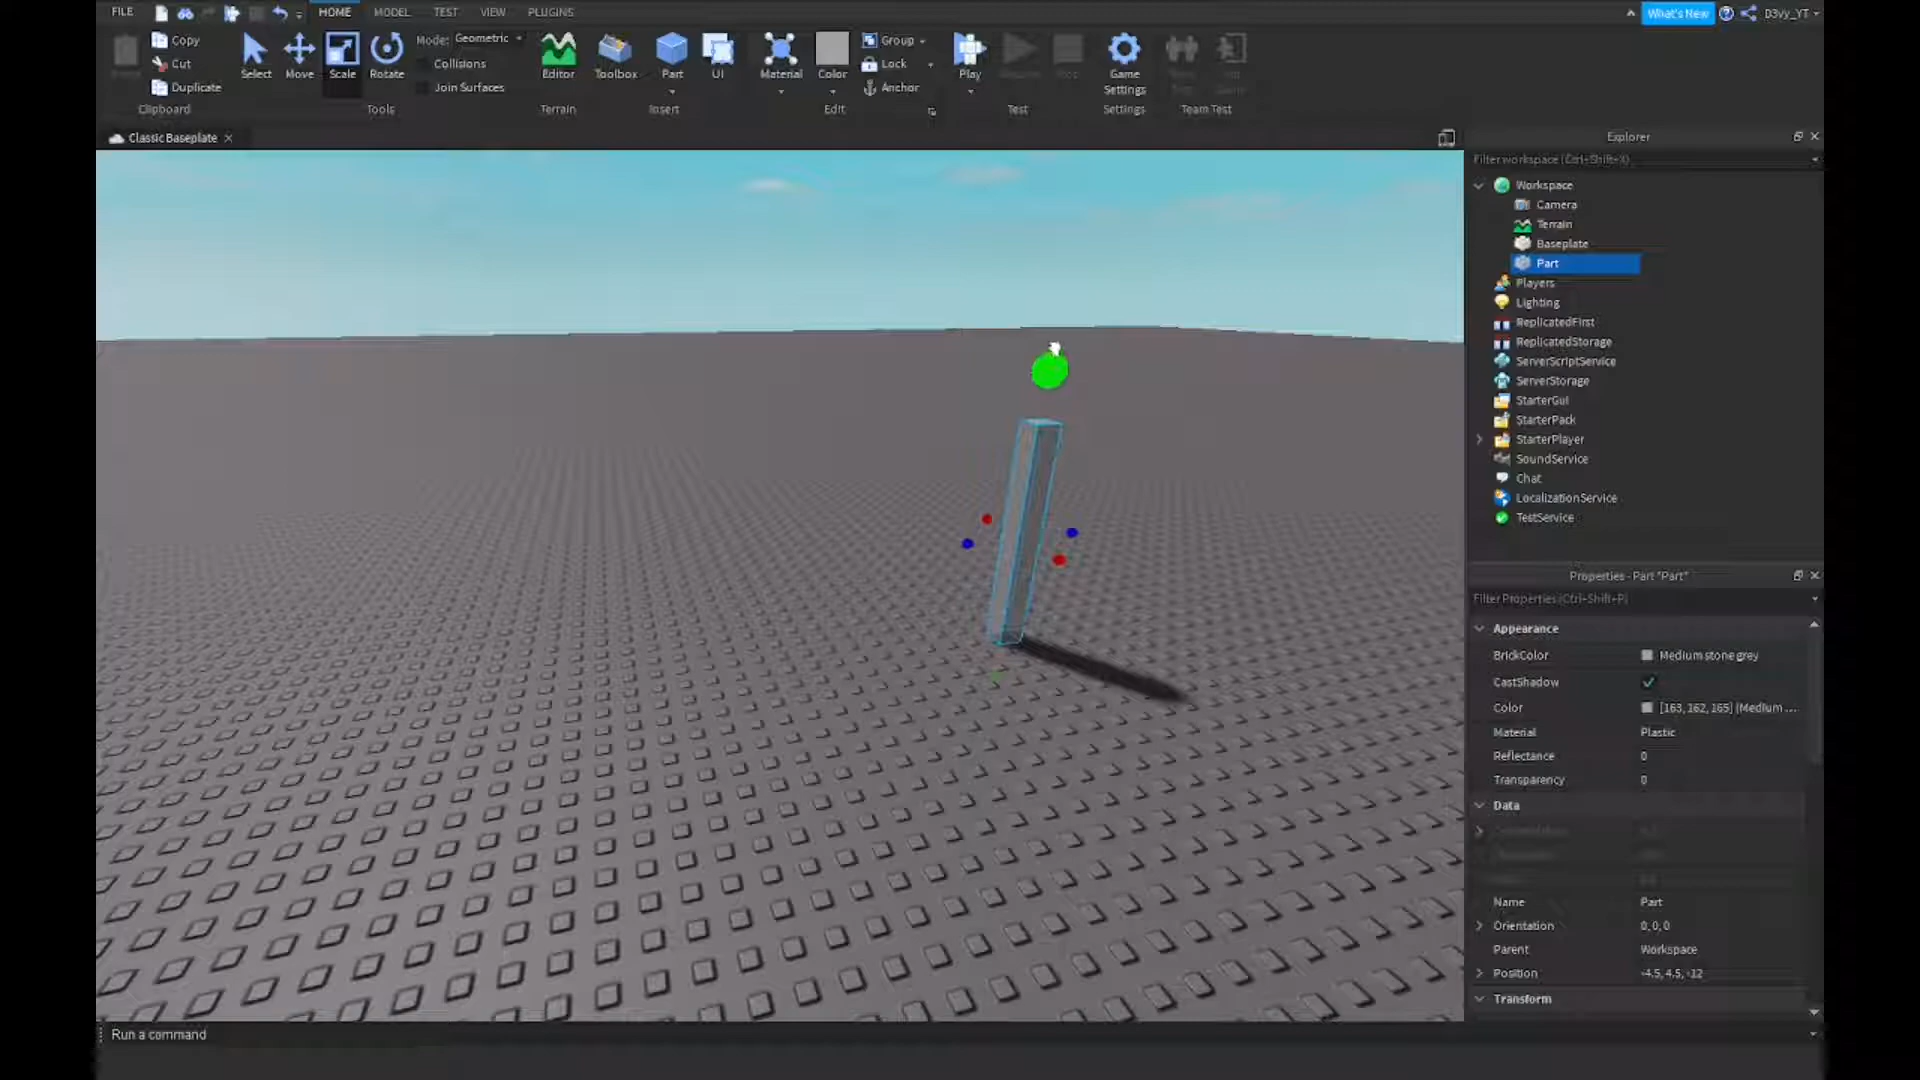 FILE HOME MODEL TEST VIEW PLUGINS What's New D3vy_YT
Copy
Cut
Duplicate
Clipboard
Select Move Scale Rotate
Mode: Geometric
Collisions
Join Surfaces
Tools
Editor
Terrain
Toolbox Part UI
Insert
Material Color
Group
Lock
Anchor
Edit
Play
Test
Game
Settings
Settings
Team Test
Classic Baseplate
Explorer
Filter workspace (Ctrl+Shift+X)
Workspace
Camera
Terrain
Baseplate
Part
Players
Lighting
ReplicatedFirst
ReplicatedStorage
ServerScriptService
ServerStorage
StarterGui
StarterPack
StarterPlayer
SoundService
Chat
LocalizationService
TestService
Properties - Part "Part"
Filter Properties (Ctrl+Shift+P)
Appearance
BrickColor Medium stone grey
CastShadow
Color [163, 162, 165] (Medium ...
Material Plastic
Reflectance 0
Transparency 0
Data
Name Part
Orientation 0, 0, 0
Parent Workspace
Position -4.5, 4.5, -12
Transform
Run a command